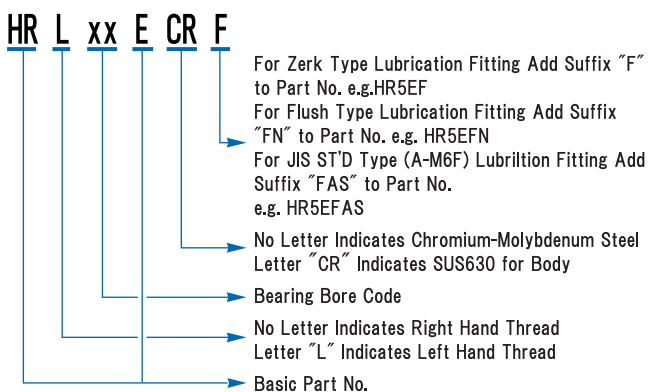 HR L xx E CR F
For Zerk Type Lubrication Fitting Add Suffix ″F″
to Part No. e.g.HR5EF
For Flush Type Lubrication Fitting Add Suffix
″FN″ to Part No. e.g. HR5EFN
For JIS ST'D Type (A-M6F) Lubriltion Fitting Add
Suffix ″FAS″ to Part No.
e.g. HR5EFAS
No Letter Indicates Chromium-Molybdenum Steel
Letter ″CR″ Indicates SUS630 for Body
Bearing Bore Code
No Letter Indicates Right Hand Thread
Letter ″L″ Indicates Left Hand Thread
Basic Part No.